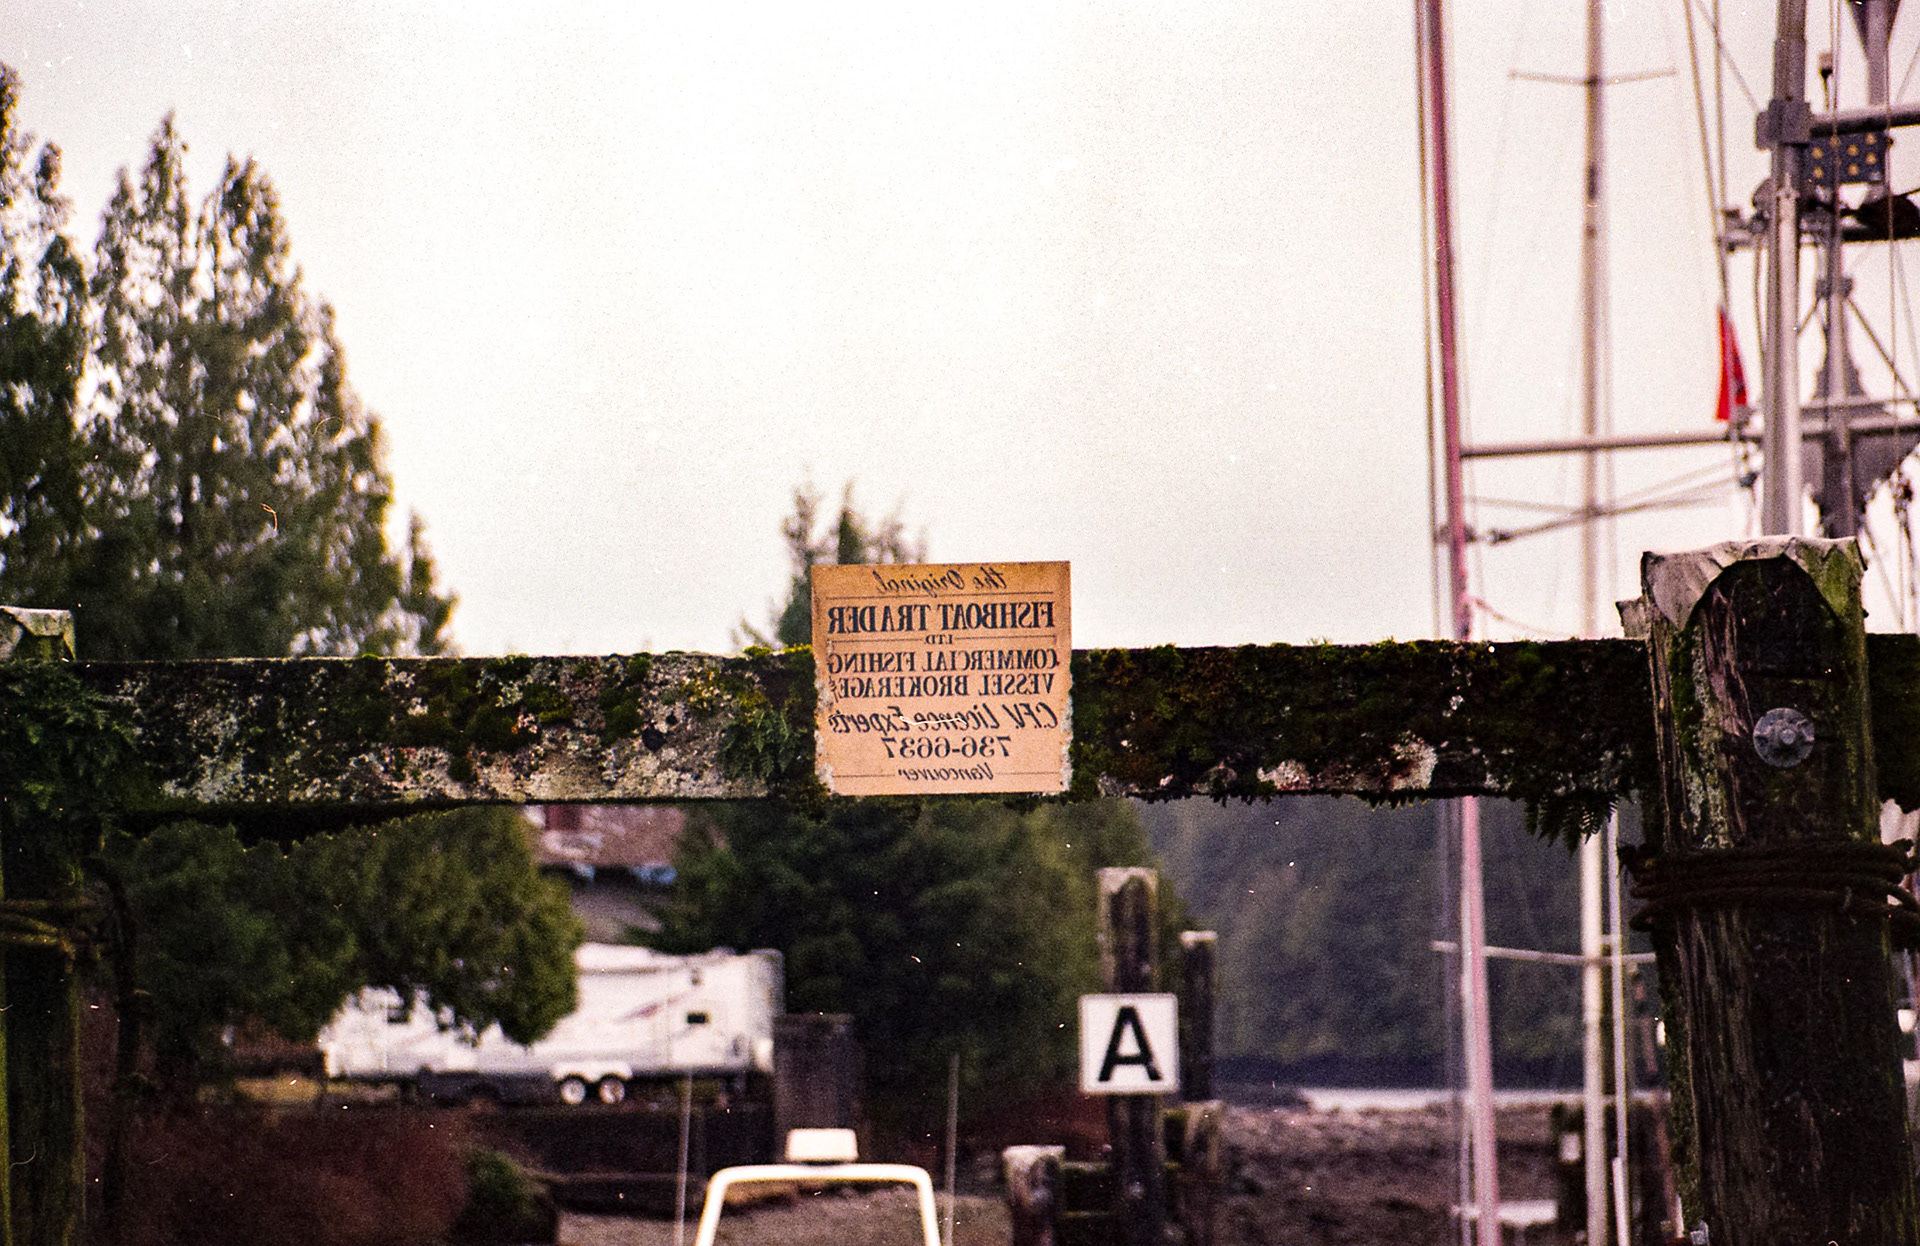 the Original
FISHBOAT TRADER
LTD
COMMERCIAL FISHING
VESSEL BROKERAGE
CFV. Licence Experts
736-6637
Vancouver
A